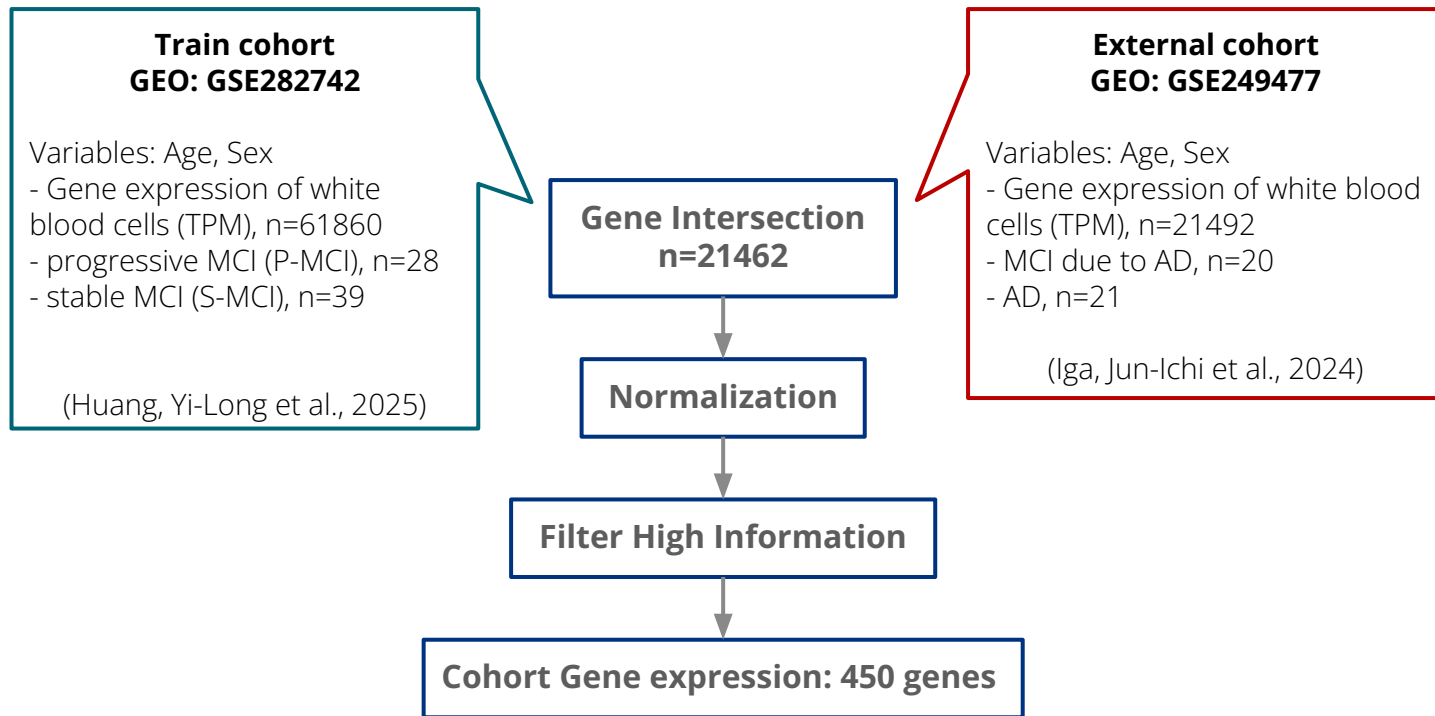 Train cohort
GEO: GSE282742
Variables: Age, Sex
- Gene expression of white
blood cells (TPM), n=61860
- progressive MCI (P-MCI), n=28
- stable MCI (S-MCI), n=39
(Huang, Yi-Long et al., 2025)
External cohort
GEO: GSE249477
Variables: Age, Sex
- Gene expression of white blood
cells (TPM), n=21492
- MCI due to AD, n=20
- AD, n=21
(Iga, Jun-Ichi et al., 2024)
Gene Intersection
n=21462
Normalization
Filter High Information
Cohort Gene expression: 450 genes